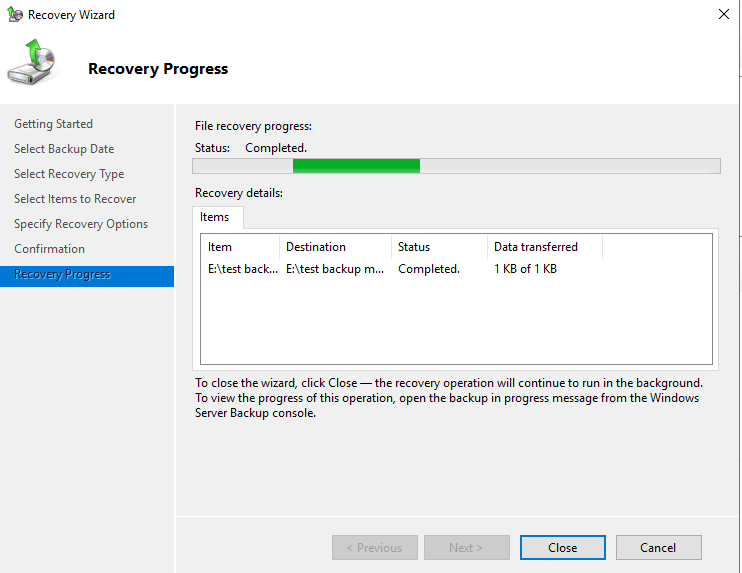 Recovery Wizard
Recovery Progress
Getting Started
Select Backup Date
Select Recovery Type
Select Items to Recover
Specify Recovery Options
Confirmation
Recovery Progress
File recovery progress:
Status: Completed.
Recovery details:
Items
Item Destination Status Data transferred
E:\test back... E:\test backup m... Completed. 1 KB of 1 KB
To close the wizard, click Close — the recovery operation will continue to run in the background.
To view the progress of this operation, open the backup in progress message from the Windows
Server Backup console.
< Previous Next > Close Cancel